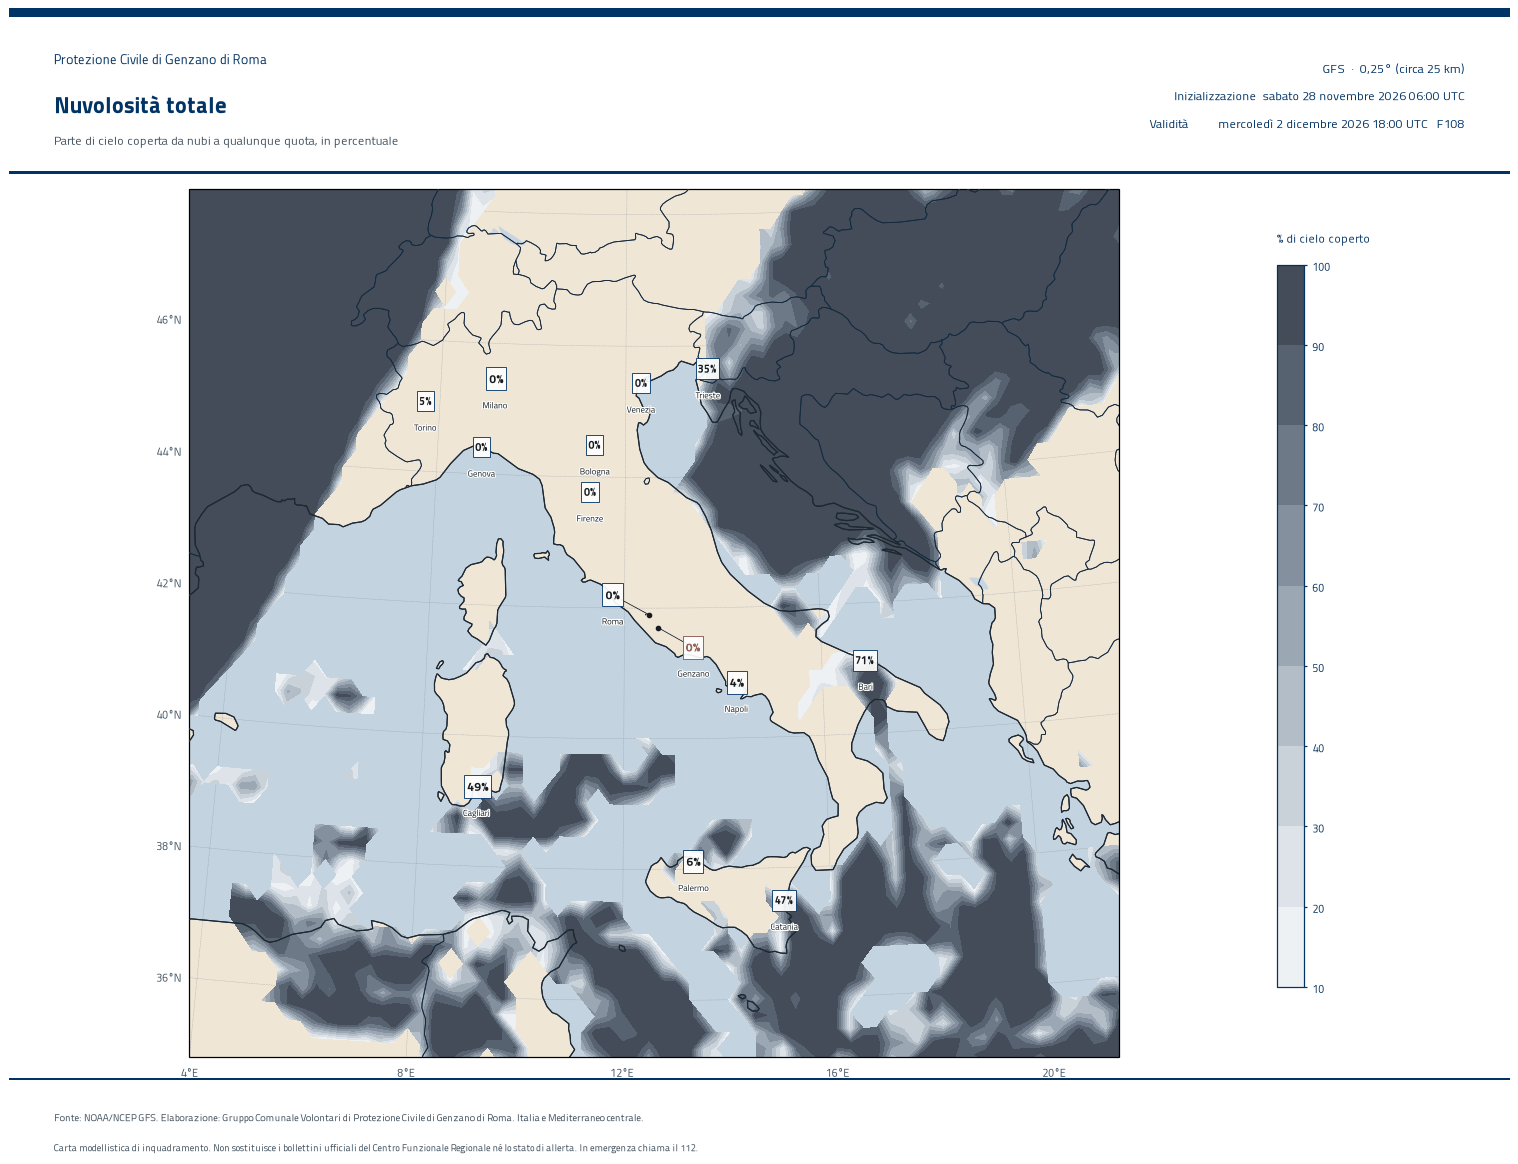 Protezione Civile di Genzano di Roma
Nuvolosità totale
Parte di cielo coperta da nubi a qualunque quota, in percentuale
GFS · 0,25° (circa 25 km)
Inizializzazione sabato 28 novembre 2026 06:00 UTC
Validità mercoledì 2 dicembre 2026 18:00 UTC F108
% di cielo coperto
100
90
80
70
60
50
40
30
20
10
46°N
44°N
42°N
40°N
38°N
36°N
4°E
8°E
12°E
16°E
20°E
35%
Trieste
0%
Milano
0%
Venezia
5%
Torino
0%
Genova
0%
Bologna
0%
Firenze
0%
Roma
0%
Genzano
71%
Bari
4%
Napoli
49%
Cagliari
6%
Palermo
47%
Catania
Fonte: NOAA/NCEP GFS. Elaborazione: Gruppo Comunale Volontari di Protezione Civile di Genzano di Roma. Italia e Mediterraneo centrale.
Carta modellistica di inquadramento. Non sostituisce i bollettini ufficiali del Centro Funzionale Regionale né lo stato di allerta. In emergenza chiama il 112.